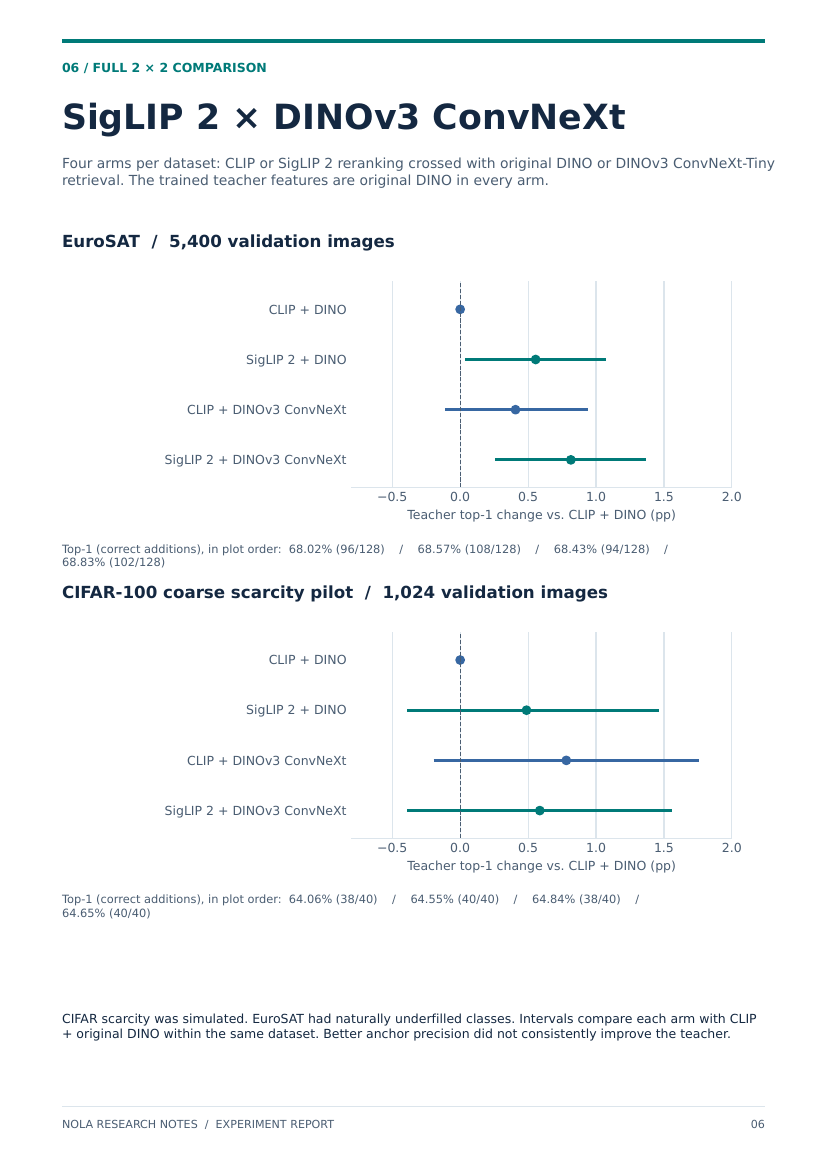 06 / FULL 2 × 2 COMPARISON
SigLIP 2 × DINOv3 ConvNeXt
Four arms per dataset: CLIP or SigLIP 2 reranking crossed with original DINO or DINOv3 ConvNeXt-Tiny
retrieval. The trained teacher features are original DINO in every arm.
EuroSAT / 5,400 validation images
CLIP + DINO
SigLIP 2 + DINO
CLIP + DINOv3 ConvNeXt
SigLIP 2 + DINOv3 ConvNeXt
−0.5 0.0 0.5 1.0 1.5 2.0
Teacher top-1 change vs. CLIP + DINO (pp)
Top-1 (correct additions), in plot order: 68.02% (96/128) / 68.57% (108/128) / 68.43% (94/128) /
68.83% (102/128)
CIFAR-100 coarse scarcity pilot / 1,024 validation images
CLIP + DINO
SigLIP 2 + DINO
CLIP + DINOv3 ConvNeXt
SigLIP 2 + DINOv3 ConvNeXt
−0.5 0.0 0.5 1.0 1.5 2.0
Teacher top-1 change vs. CLIP + DINO (pp)
Top-1 (correct additions), in plot order: 64.06% (38/40) / 64.55% (40/40) / 64.84% (38/40) /
64.65% (40/40)
CIFAR scarcity was simulated. EuroSAT had naturally underfilled classes. Intervals compare each arm with CLIP
+ original DINO within the same dataset. Better anchor precision did not consistently improve the teacher.
NOLA RESEARCH NOTES / EXPERIMENT REPORT 06